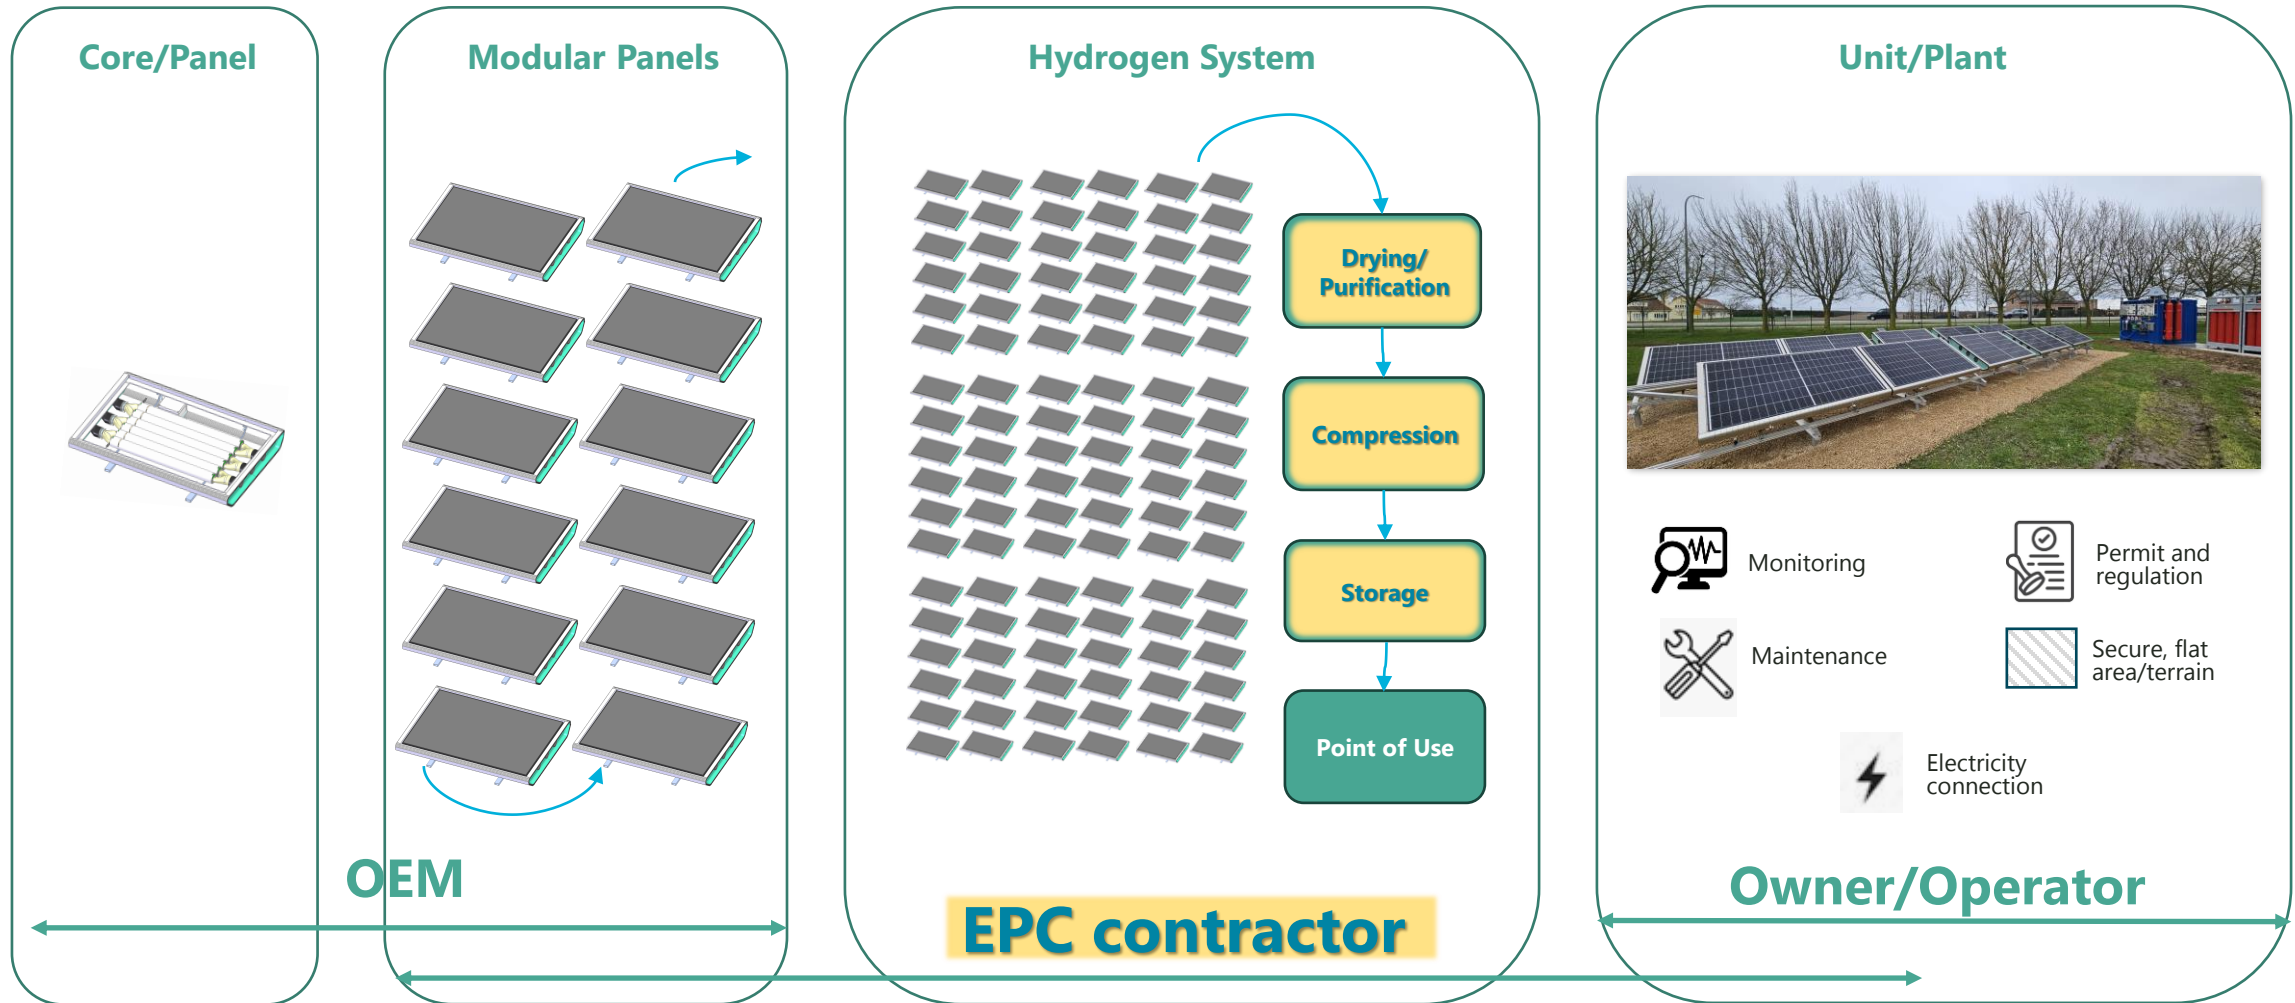 Core/Panel
Modular Panels
Hydrogen System
Unit/Plant
Drying/
Purification
Compression
Storage
Point of Use
Monitoring
Permit and
regulation
Maintenance
Secure, flat
area/terrain
Electricity
connection
OEM
EPC contractor
Owner/Operator